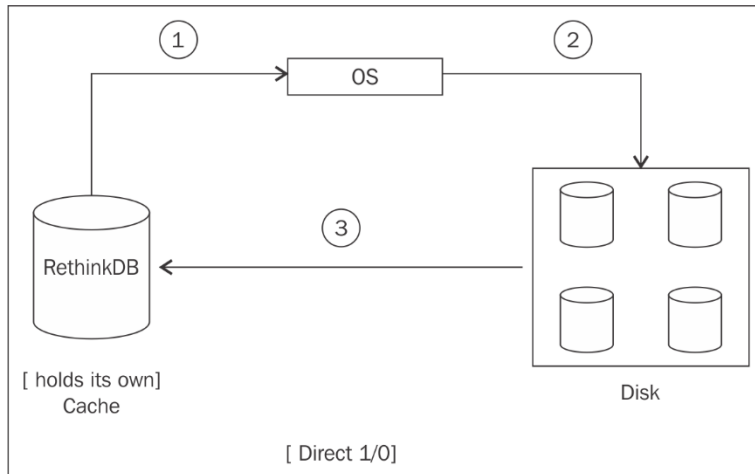 1
2
OS
3
RethinkDB
[ holds its own]
Cache
Disk
[ Direct 1/0]